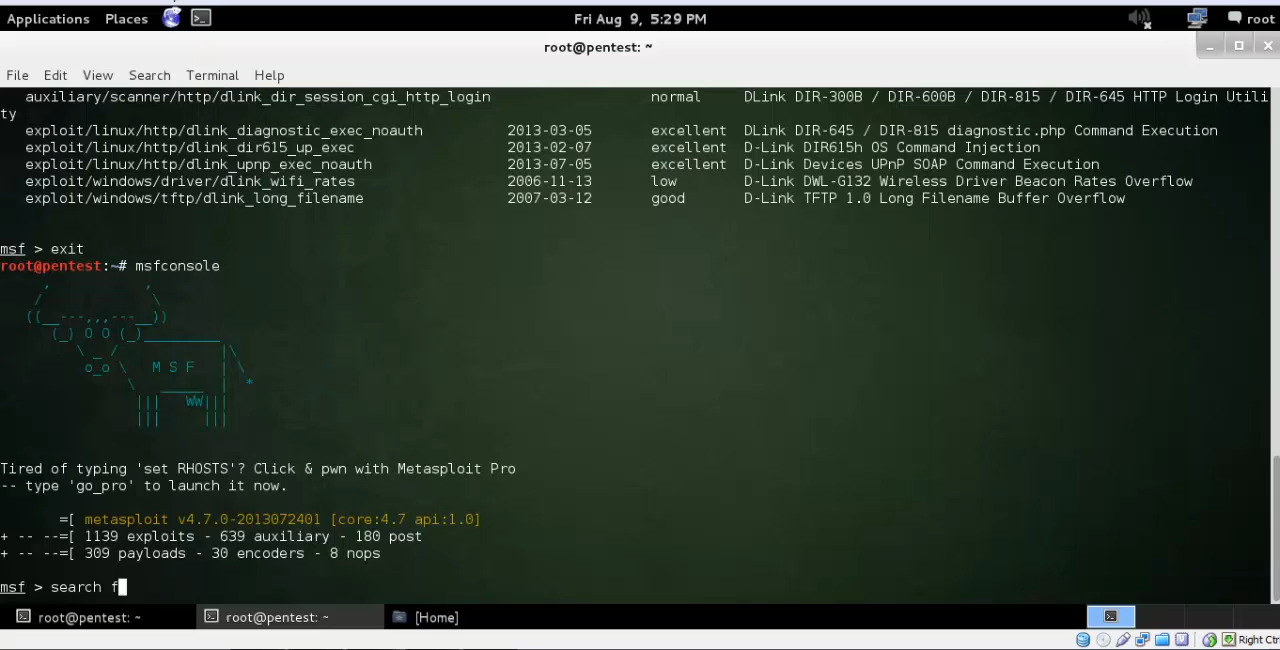 Applications Places Fri Aug 9, 5:29 PM root
root@pentest: ~
File Edit View Search Terminal Help
auxiliary/scanner/http/dlink_dir_session_cgi_http_login normal DLink DIR-300B / DIR-600B / DIR-815 / DIR-645 HTTP Login Utili
ty
exploit/linux/http/dlink_diagnostic_exec_noauth 2013-03-05 excellent DLink DIR-645 / DIR-815 diagnostic.php Command Execution
exploit/linux/http/dlink_dir615_up_exec 2013-02-07 excellent D-Link DIR615h OS Command Injection
exploit/linux/http/dlink_upnp_exec_noauth 2013-07-05 excellent D-Link Devices UPnP SOAP Command Execution
exploit/windows/driver/dlink_wifi_rates 2006-11-13 low D-Link DWL-G132 Wireless Driver Beacon Rates Overflow
exploit/windows/tftp/dlink_long_filename 2007-03-12 good D-Link TFTP 1.0 Long Filename Buffer Overflow
msf > exit
root@pentest:~# msfconsole
, ,
/ \
((__---,,,---__))
(_) O O (_)_________
\ _ / |\
o_o \ M S F | \
\ _____ | *
||| WW|||
||| |||
Tired of typing 'set RHOSTS'? Click & pwn with Metasploit Pro
-- type 'go_pro' to launch it now.
=[ metasploit v4.7.0-2013072401 [core:4.7 api:1.0]
+ -- --=[ 1139 exploits - 639 auxiliary - 180 post
+ -- --=[ 309 payloads - 30 encoders - 8 nops
msf > search f
root@pentest: ~ root@pentest: ~ [Home]
Right Ctr